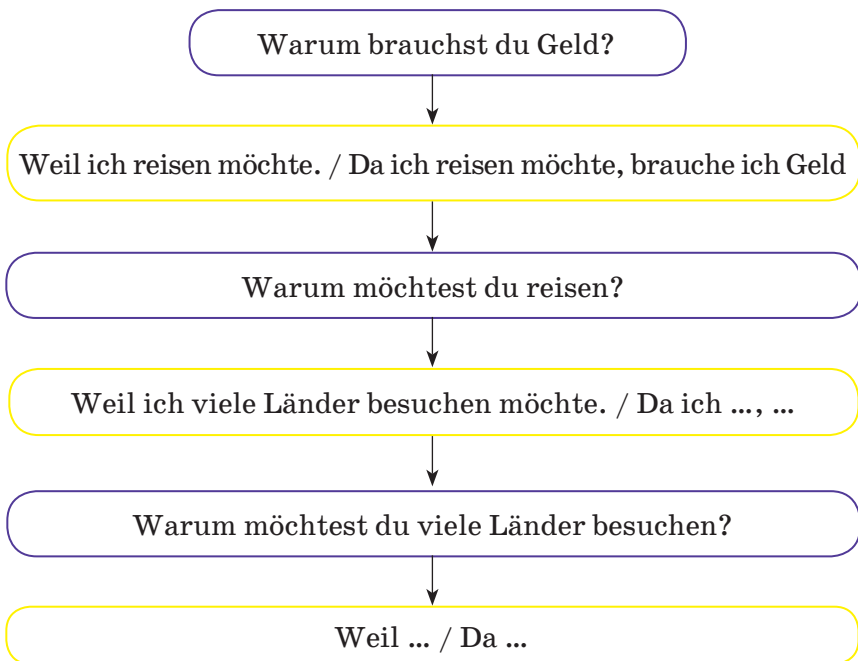 Warum brauchst du Geld?
Weil ich reisen möchte. / Da ich reisen möchte, brauche ich Geld
Warum möchtest du reisen?
Weil ich viele Länder besuchen möchte. / Da ich ..., ...
Warum möchtest du viele Länder besuchen?
Weil ... / Da ...